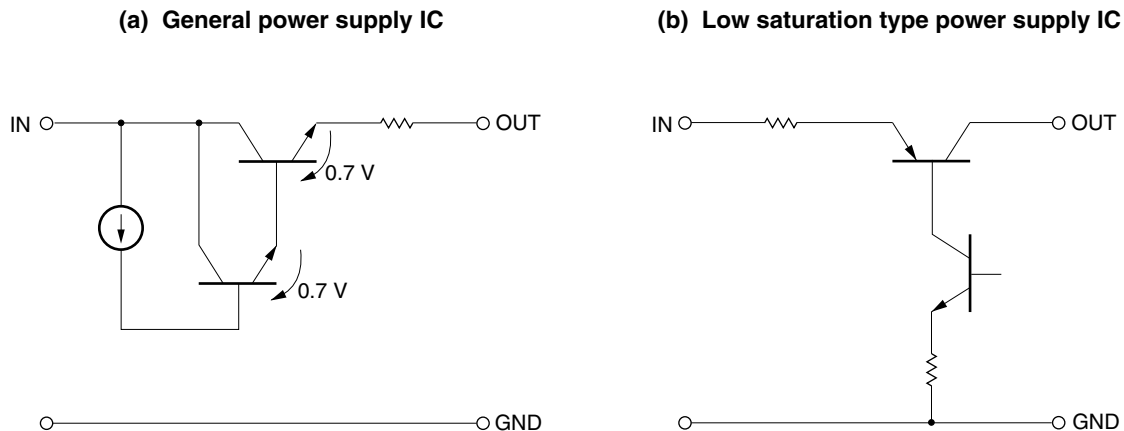 (a) General power supply IC
IN
OUT
0.7 V
0.7 V
GND
(b) Low saturation type power supply IC
IN
OUT
GND